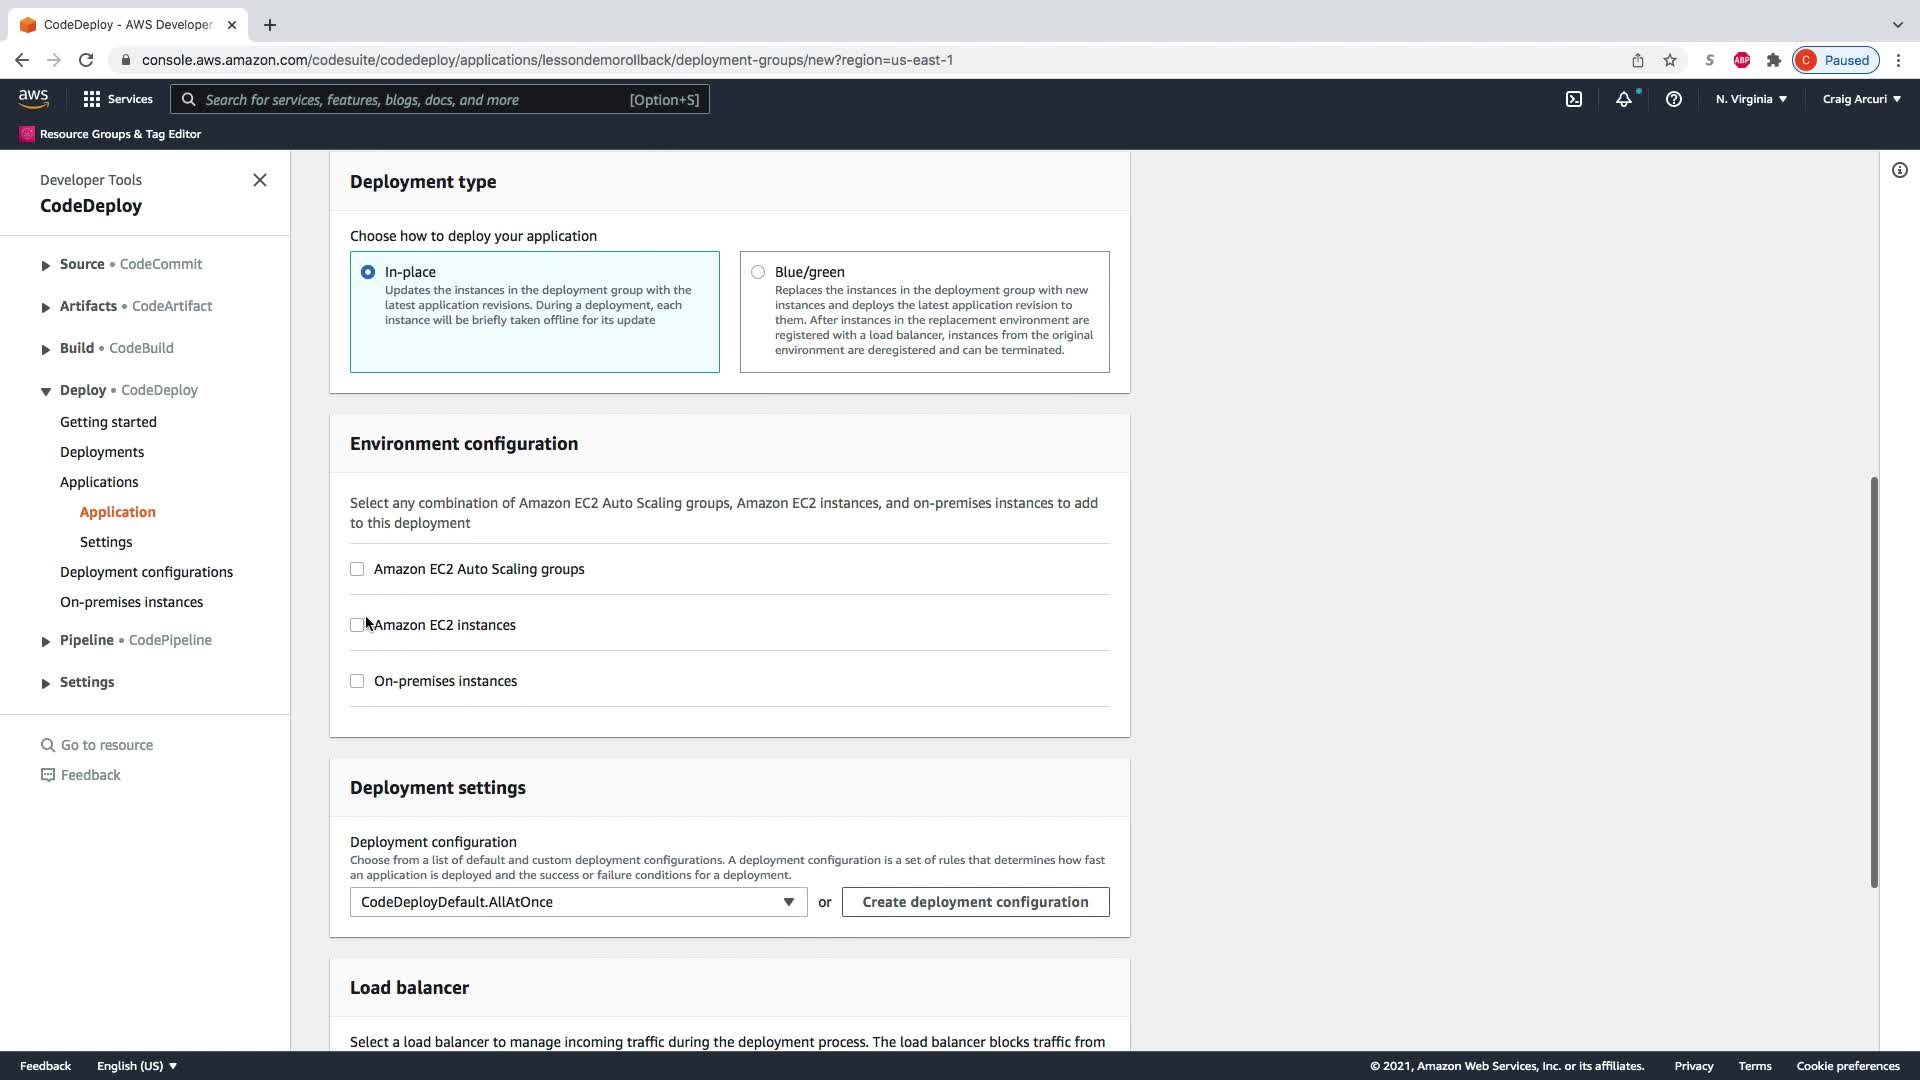 CodeDeploy - AWS Developer
console.aws.amazon.com/codesuite/codedeploy/applications/lessondemorollback/deployment-groups/new?region=us-east-1
S
ABP
C Paused
aws
Services
Search for services, features, blogs, docs, and more [Option+S]
N. Virginia
Craig Arcuri
Resource Groups & Tag Editor
Developer Tools
CodeDeploy
Source • CodeCommit
Artifacts • CodeArtifact
Build • CodeBuild
Deploy • CodeDeploy
Getting started
Deployments
Applications
Application
Settings
Deployment configurations
On-premises instances
Pipeline • CodePipeline
Settings
Go to resource
Feedback
Deployment type
Choose how to deploy your application
In-place
Updates the instances in the deployment group with the
latest application revisions. During a deployment, each
instance will be briefly taken offline for its update
Blue/green
Replaces the instances in the deployment group with new
instances and deploys the latest application revision to
them. After instances in the replacement environment are
registered with a load balancer, instances from the original
environment are deregistered and can be terminated.
Environment configuration
Select any combination of Amazon EC2 Auto Scaling groups, Amazon EC2 instances, and on-premises instances to add
to this deployment
Amazon EC2 Auto Scaling groups
Amazon EC2 instances
On-premises instances
Deployment settings
Deployment configuration
Choose from a list of default and custom deployment configurations. A deployment configuration is a set of rules that determines how fast
an application is deployed and the success or failure conditions for a deployment.
CodeDeployDefault.AllAtOnce
or
Create deployment configuration
Load balancer
Select a load balancer to manage incoming traffic during the deployment process. The load balancer blocks traffic from
Feedback
English (US)
© 2021, Amazon Web Services, Inc. or its affiliates.
Privacy
Terms
Cookie preferences